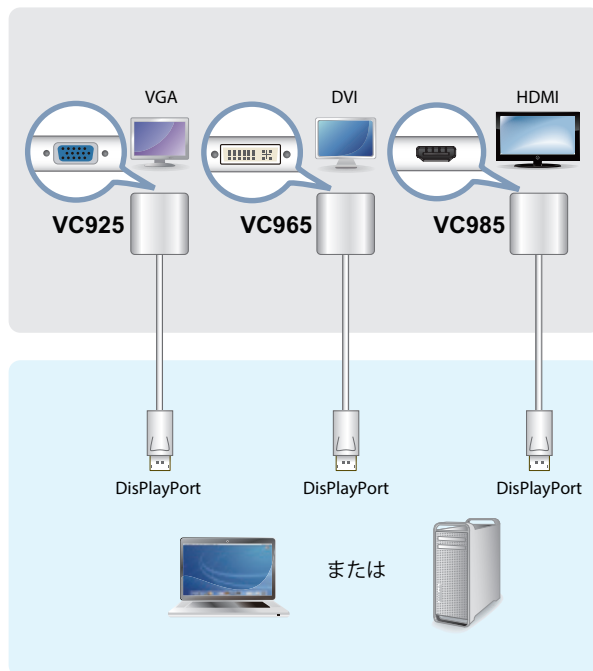 VGA
DVI
HDMI
VC925
VC965
VC985
DisPlayPort
DisPlayPort
DisPlayPort
または